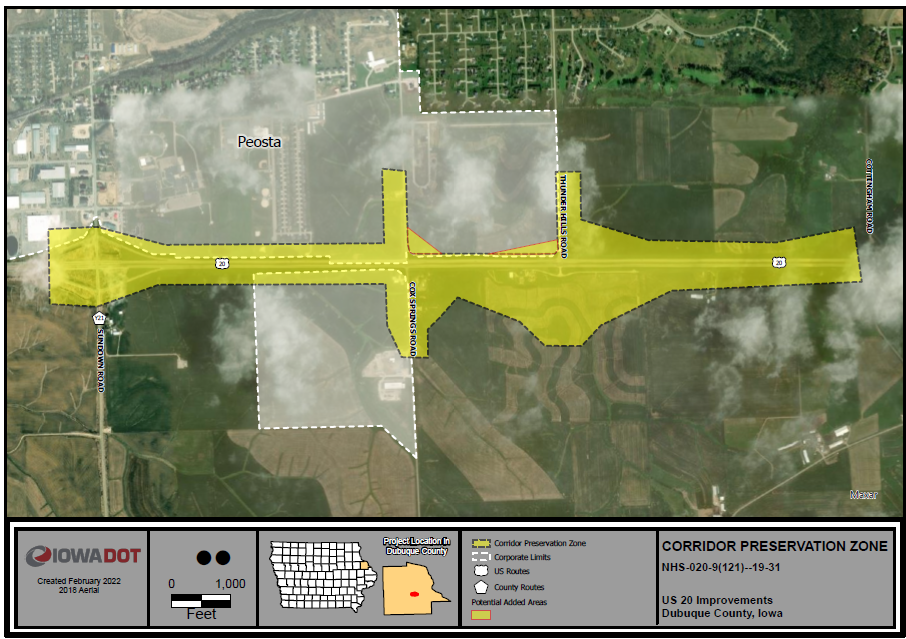 Peosta
COTTINGHAM ROAD
THUNDER HILLS ROAD
20
20
COX SPRINGS ROAD
Y21
SUNDOWN ROAD
Maxar
IOWADOT
Created February 2022
2018 Aerial
0 1,000
Feet
Project Location in
Dubuque County
Corridor Preservation Zone
Corporate Limits
US Routes
County Routes
Potential Added Areas
CORRIDOR PRESERVATION ZONE
NHS-020-9(121)--19-31
US 20 Improvements
Dubuque County, Iowa